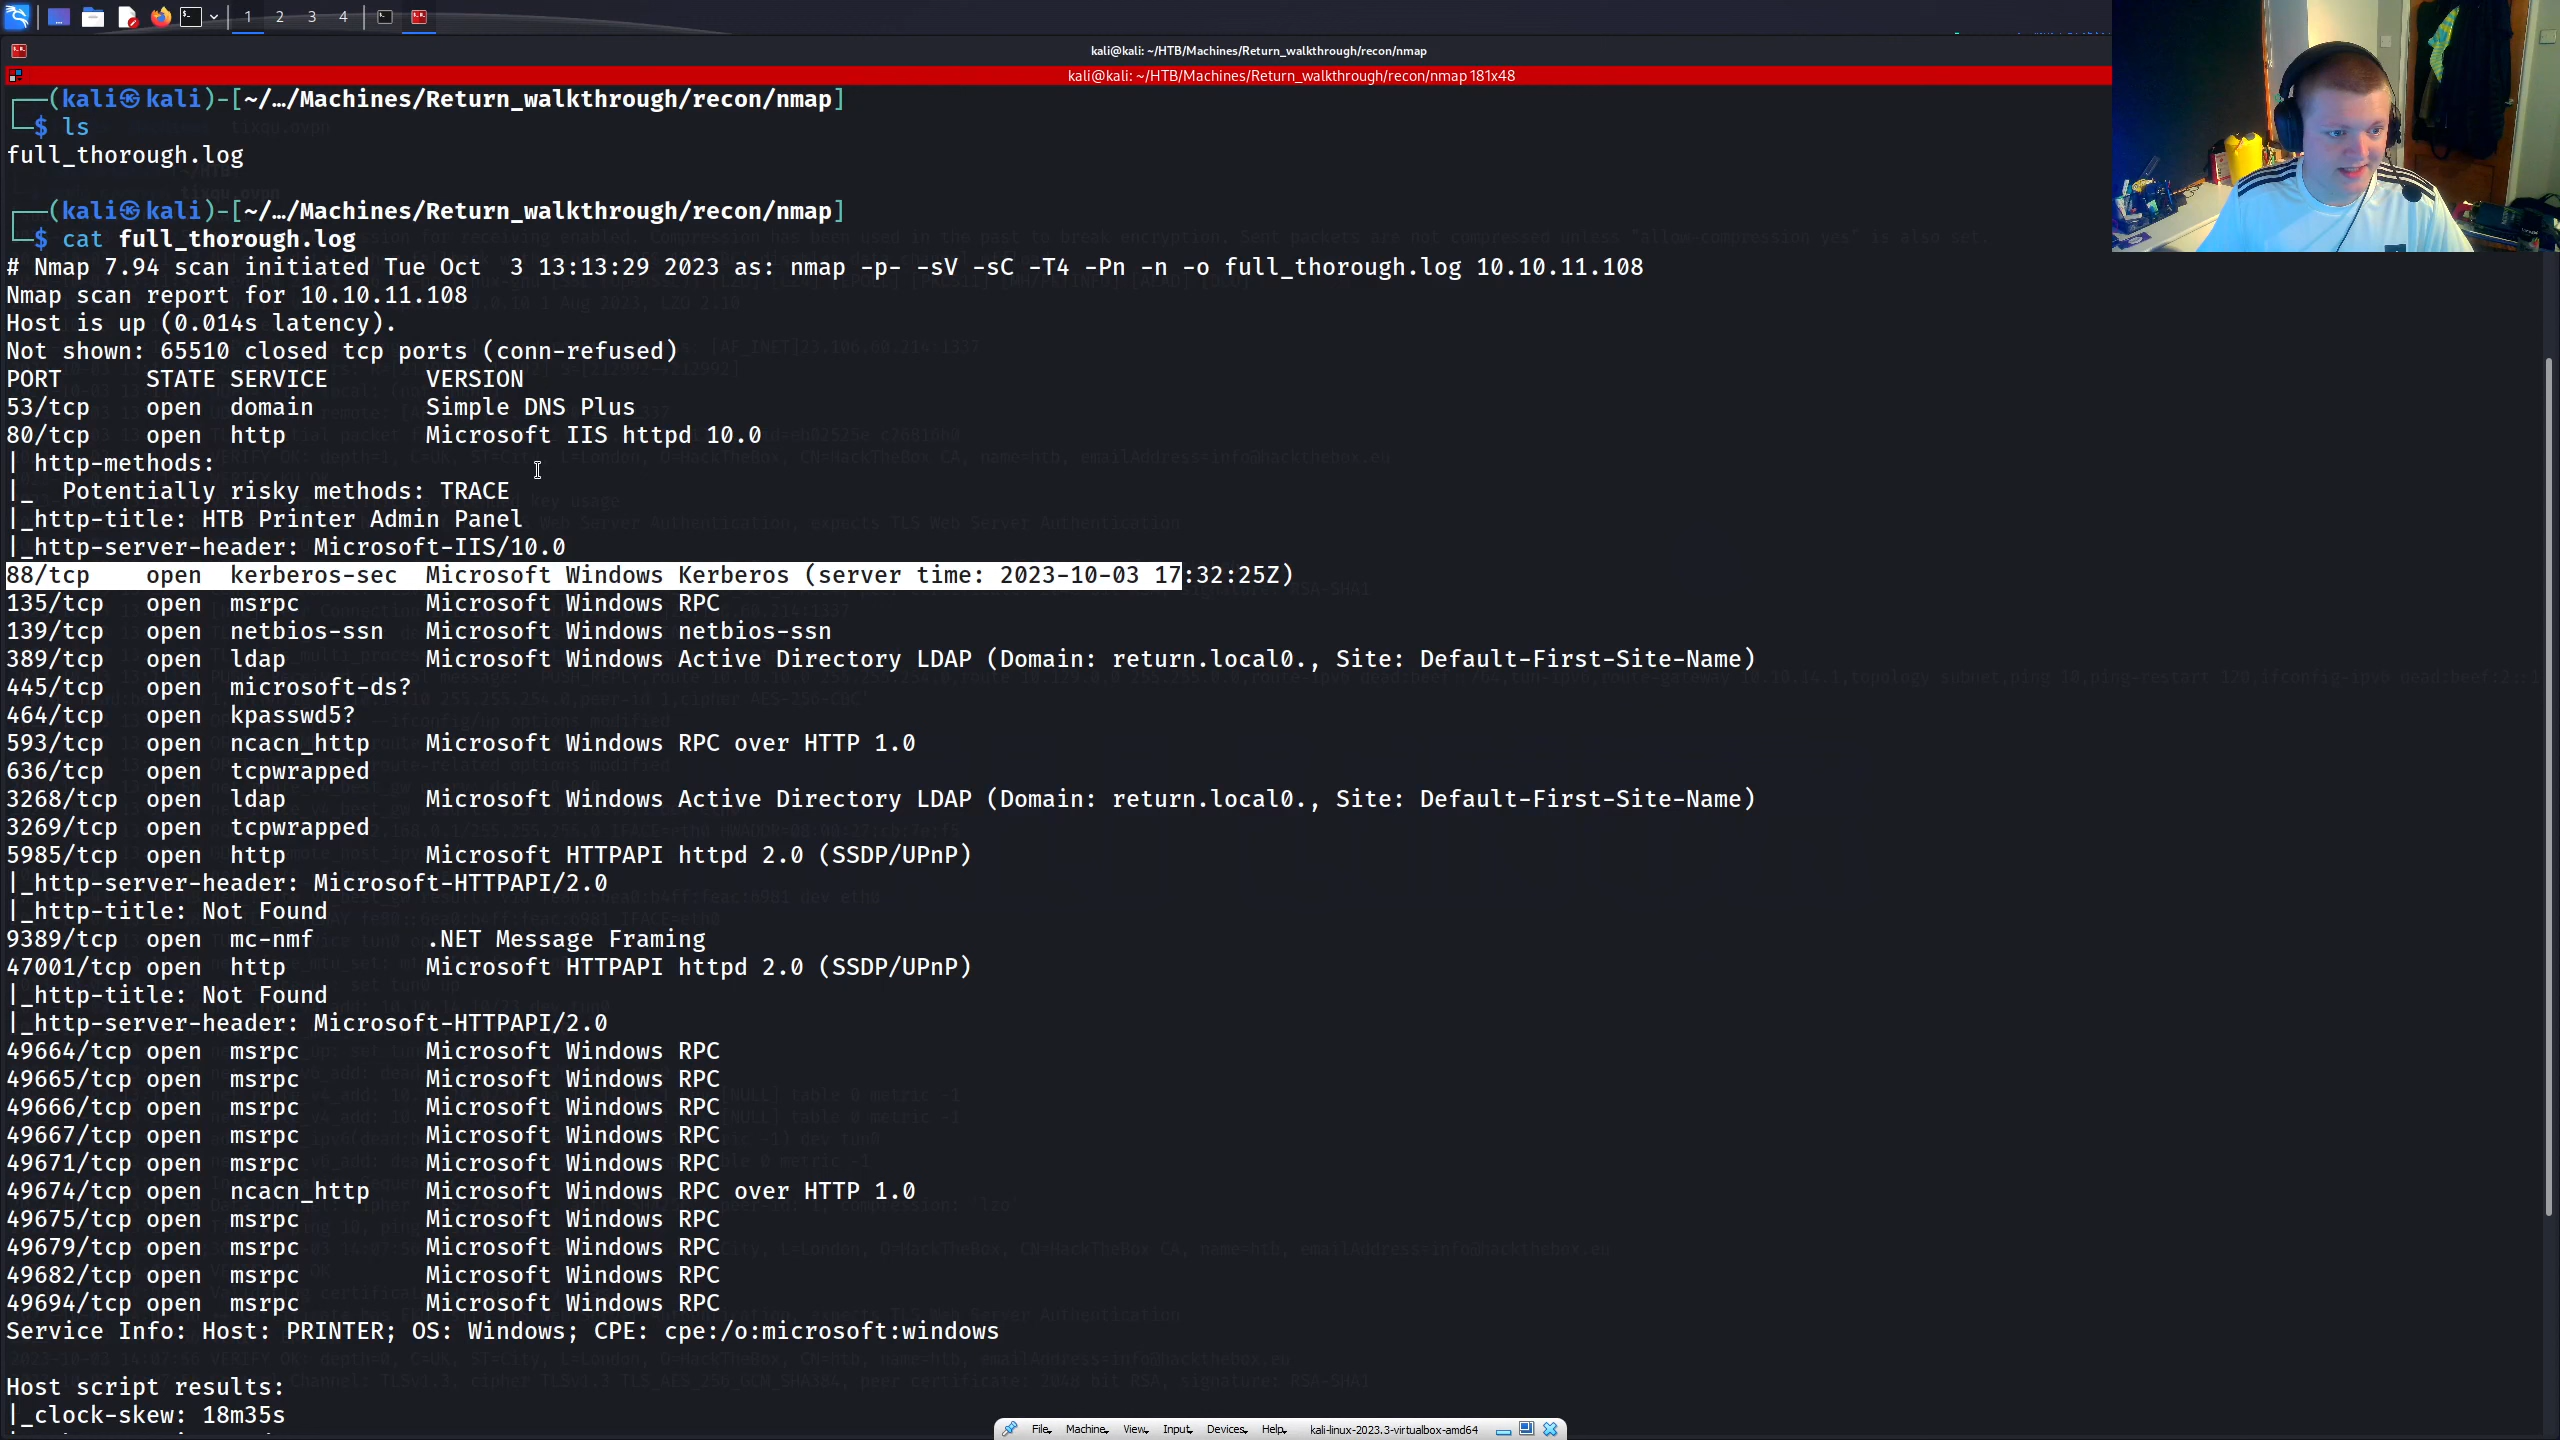 1 2 3 4
kali@kali: ~/HTB/Machines/Return_walkthrough/recon/nmap
kali@kali: ~/HTB/Machines/Return_walkthrough/recon/nmap 181x48
┌──(kali㉿kali)-[~/…/Machines/Return_walkthrough/recon/nmap]
└─$ ls
full_thorough.log
┌──(kali㉿kali)-[~/…/Machines/Return_walkthrough/recon/nmap]
└─$ cat full_thorough.log
# Nmap 7.94 scan initiated Tue Oct  3 13:13:29 2023 as: nmap -p- -sV -sC -T4 -Pn -n -o full_thorough.log 10.10.11.108
Nmap scan report for 10.10.11.108
Host is up (0.014s latency).
Not shown: 65510 closed tcp ports (conn-refused)
PORT      STATE SERVICE       VERSION
53/tcp    open  domain        Simple DNS Plus
80/tcp    open  http          Microsoft IIS httpd 10.0
| http-methods:
|_  Potentially risky methods: TRACE
|_http-title: HTB Printer Admin Panel
|_http-server-header: Microsoft-IIS/10.0
88/tcp    open  kerberos-sec  Microsoft Windows Kerberos (server time: 2023-10-03 17:32:25Z)
135/tcp   open  msrpc         Microsoft Windows RPC
139/tcp   open  netbios-ssn   Microsoft Windows netbios-ssn
389/tcp   open  ldap          Microsoft Windows Active Directory LDAP (Domain: return.local0., Site: Default-First-Site-Name)
445/tcp   open  microsoft-ds?
464/tcp   open  kpasswd5?
593/tcp   open  ncacn_http    Microsoft Windows RPC over HTTP 1.0
636/tcp   open  tcpwrapped
3268/tcp  open  ldap          Microsoft Windows Active Directory LDAP (Domain: return.local0., Site: Default-First-Site-Name)
3269/tcp  open  tcpwrapped
5985/tcp  open  http          Microsoft HTTPAPI httpd 2.0 (SSDP/UPnP)
|_http-server-header: Microsoft-HTTPAPI/2.0
|_http-title: Not Found
9389/tcp  open  mc-nmf        .NET Message Framing
47001/tcp open  http          Microsoft HTTPAPI httpd 2.0 (SSDP/UPnP)
|_http-title: Not Found
|_http-server-header: Microsoft-HTTPAPI/2.0
49664/tcp open  msrpc         Microsoft Windows RPC
49665/tcp open  msrpc         Microsoft Windows RPC
49666/tcp open  msrpc         Microsoft Windows RPC
49667/tcp open  msrpc         Microsoft Windows RPC
49671/tcp open  msrpc         Microsoft Windows RPC
49674/tcp open  ncacn_http    Microsoft Windows RPC over HTTP 1.0
49675/tcp open  msrpc         Microsoft Windows RPC
49679/tcp open  msrpc         Microsoft Windows RPC
49682/tcp open  msrpc         Microsoft Windows RPC
49694/tcp open  msrpc         Microsoft Windows RPC
Service Info: Host: PRINTER; OS: Windows; CPE: cpe:/o:microsoft:windows
Host script results:
|_clock-skew: 18m35s
File Machine View Input Devices Help kali-linux-2023.3-virtualbox-amd64